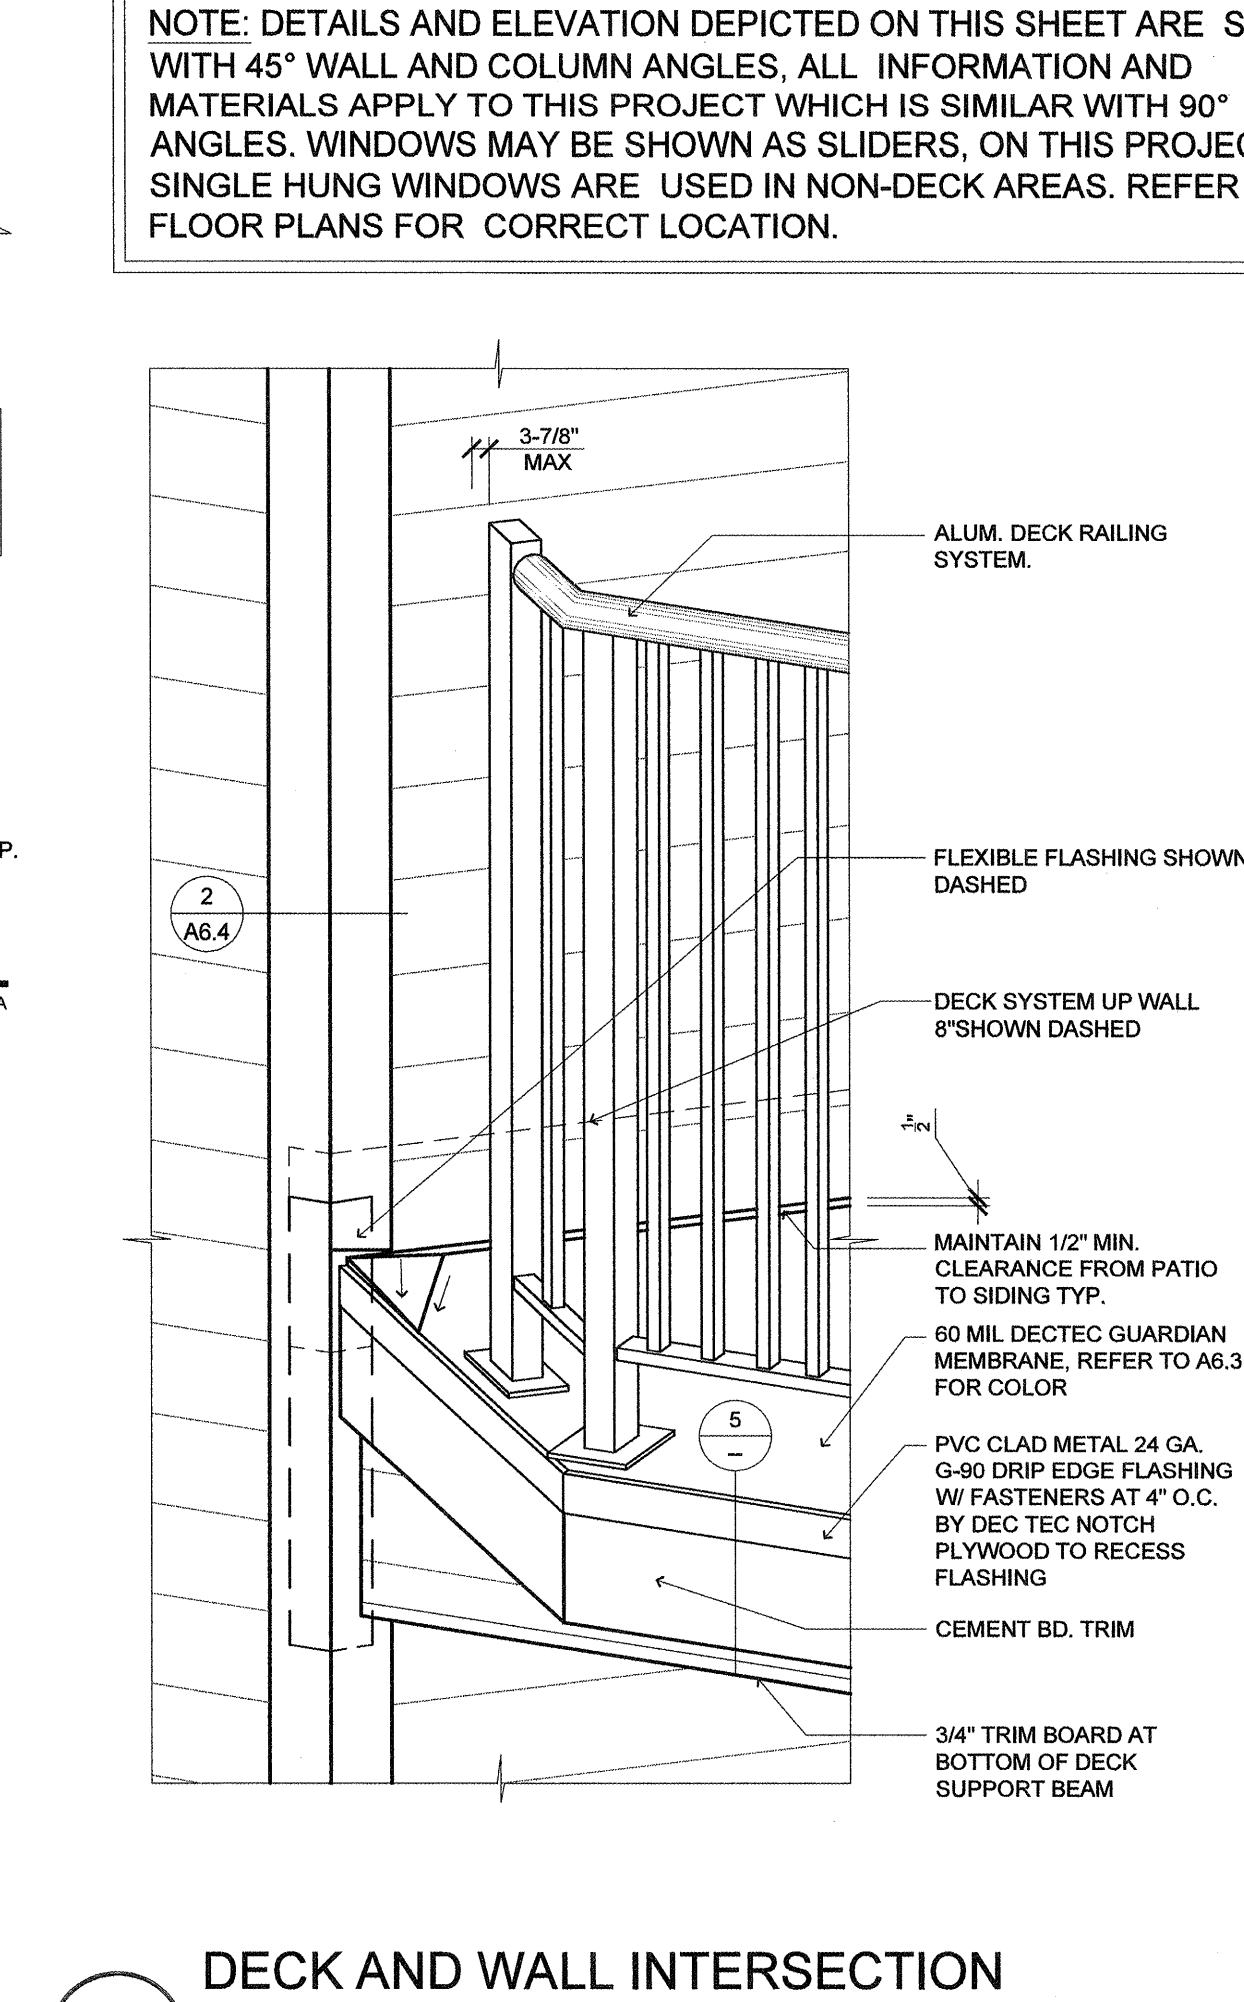 NOTE: DETAILS AND ELEVATION DEPICTED ON THIS SHEET ARE S
WITH 45° WALL AND COLUMN ANGLES, ALL INFORMATION AND
MATERIALS APPLY TO THIS PROJECT WHICH IS SIMILAR WITH 90°
ANGLES. WINDOWS MAY BE SHOWN AS SLIDERS, ON THIS PROJEC
SINGLE HUNG WINDOWS ARE USED IN NON-DECK AREAS. REFER
FLOOR PLANS FOR CORRECT LOCATION.
3-7/8"
MAX
ALUM. DECK RAILING
SYSTEM.
P.
FLEXIBLE FLASHING SHOWN
DASHED
2
A6.4
A
DECK SYSTEM UP WALL
8"SHOWN DASHED
1/2"
MAINTAIN 1/2" MIN.
CLEARANCE FROM PATIO
TO SIDING TYP.
60 MIL DECTEC GUARDIAN
MEMBRANE, REFER TO A6.3
FOR COLOR
5
–
PVC CLAD METAL 24 GA.
G-90 DRIP EDGE FLASHING
W/ FASTENERS AT 4" O.C.
BY DEC TEC NOTCH
PLYWOOD TO RECESS
FLASHING
CEMENT BD. TRIM
3/4" TRIM BOARD AT
BOTTOM OF DECK
SUPPORT BEAM
DECK AND WALL INTERSECTION